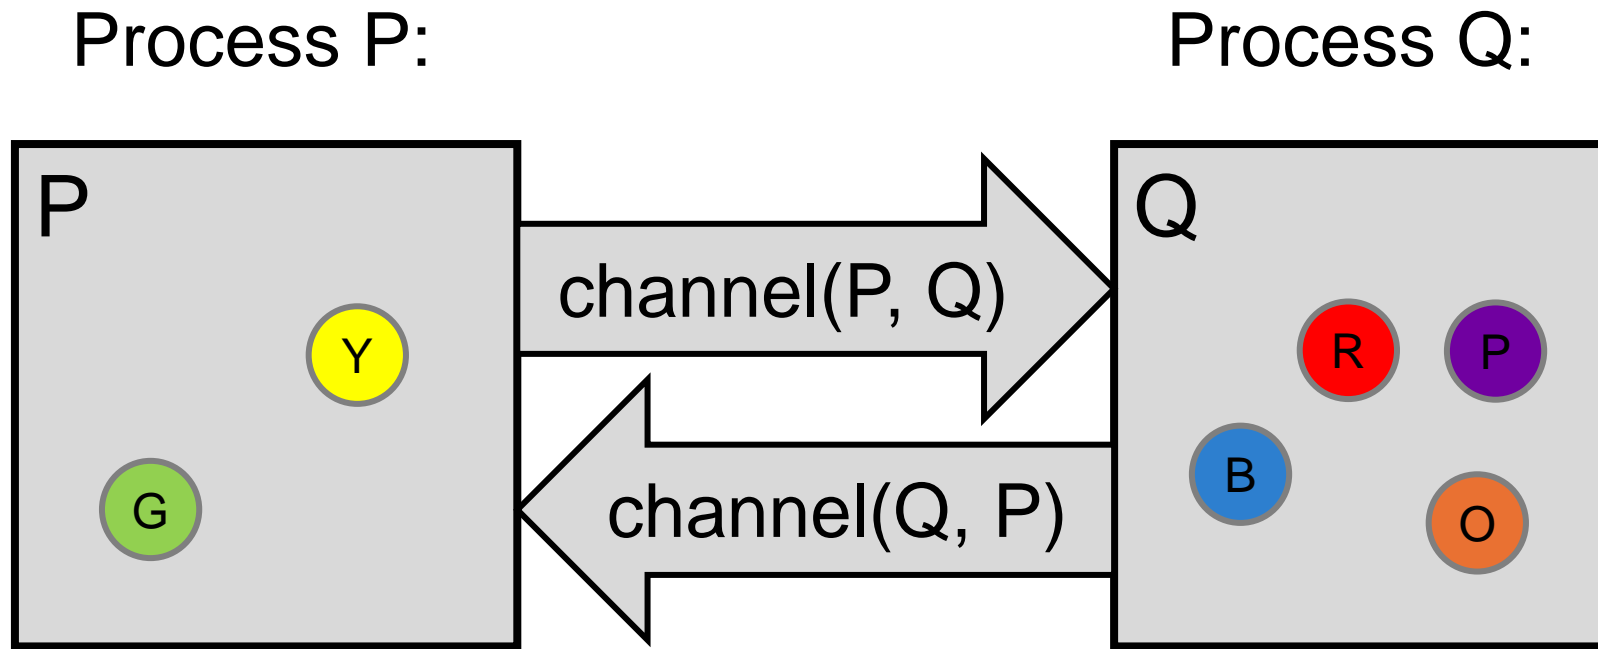 Process P:
Process Q:
P
Q
channel(P, Q)
Y
R
P
B
G
channel(Q, P)
O